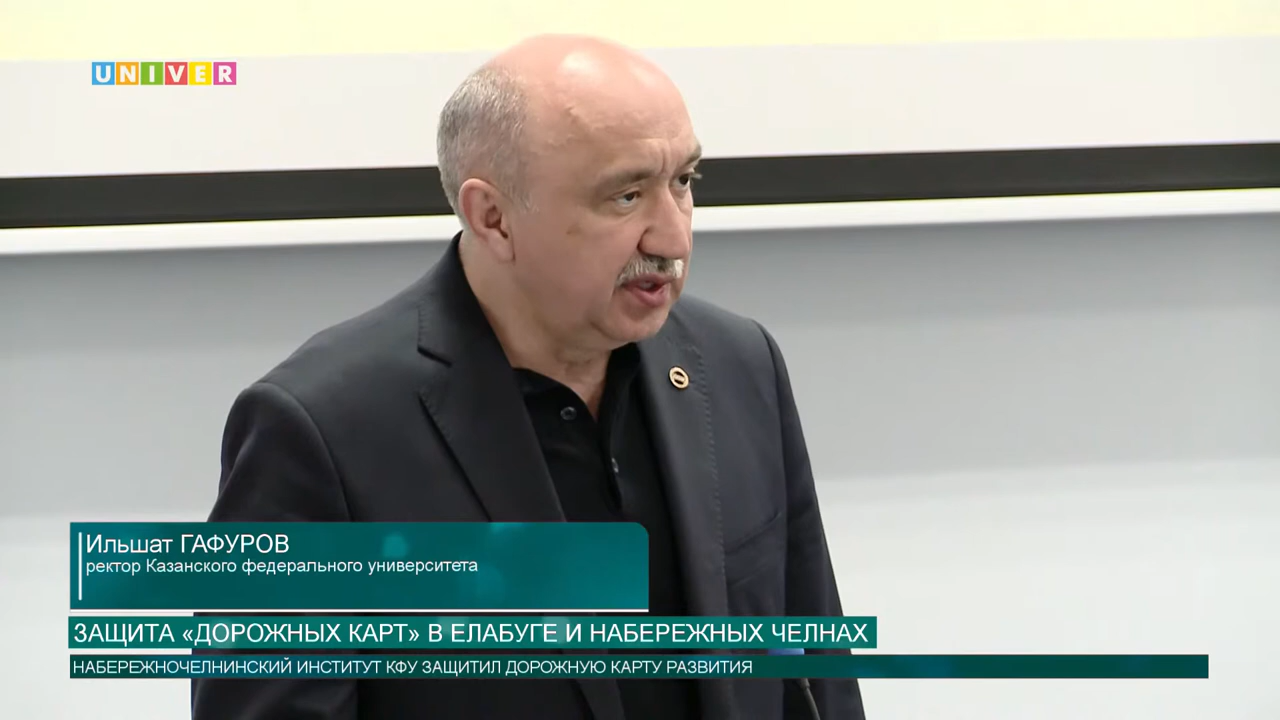 UNIVER
Ильшат ГАФУРОВ
ректор Казанского федерального университета
ЗАЩИТА «ДОРОЖНЫХ КАРТ» В ЕЛАБУГЕ И НАБЕРЕЖНЫХ ЧЕЛНАХ
НАБЕРЕЖНОЧЕЛНИНСКИЙ ИНСТИТУТ КФУ ЗАЩИТИЛ ДОРОЖНУЮ КАРТУ РАЗВИТИЯ